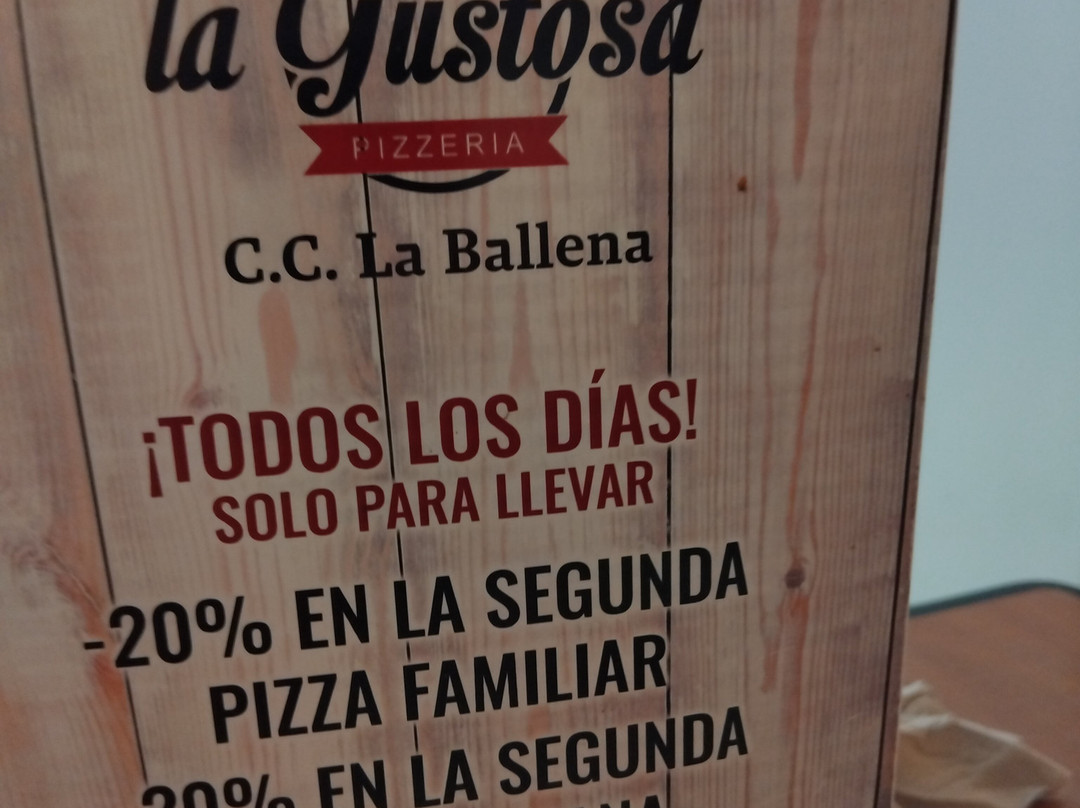 la Gustosa
PIZZERIA
C.C. La Ballena
¡TODOS LOS DÍAS!
SOLO PARA LLEVAR
-20% EN LA SEGUNDA
PIZZA FAMILIAR
EN LA SEGUNDA